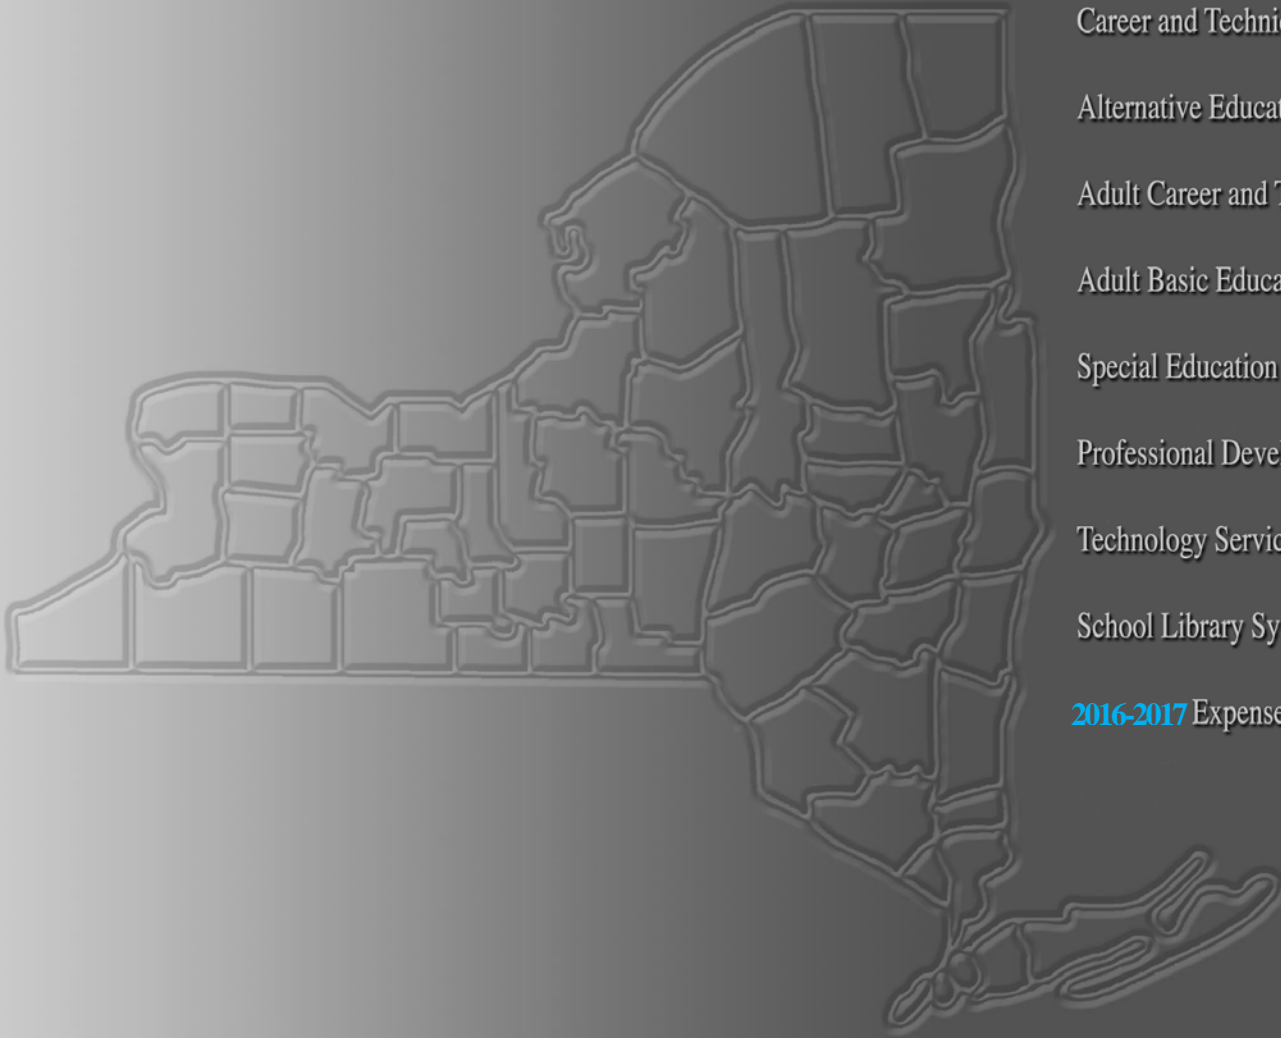 Career and Techni
Alternative Educat
Adult Career and T
Adult Basic Educa
Special Education
Professional Deve
Technology Servic
School Library Sy
2016-2017 Expense